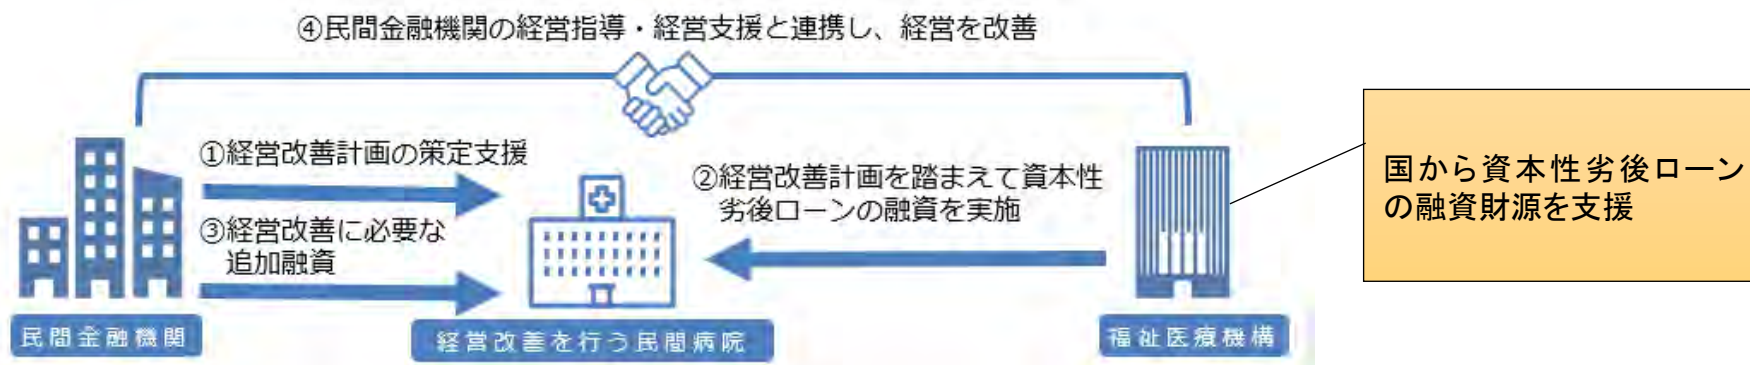 ④民間金融機関の経営指導・経営支援と連携し、経営を改善
①経営改善計画の策定支援
③経営改善に必要な
追加融資
②経営改善計画を踏まえて資本性
劣後ローンの融資を実施
国から資本性劣後ローン
の融資財源を支援
民間金融機関
経営改善を行う民間病院
福祉医療機構